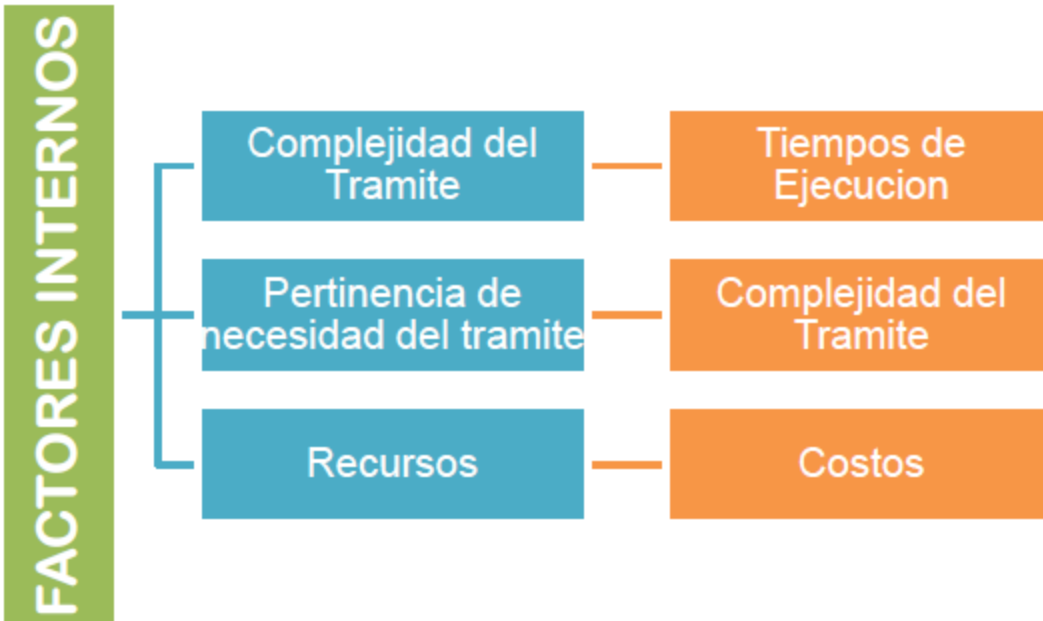 FACTORES INTERNOS
Complejidad del
Tramite
Tiempos de
Ejecucion
Pertinencia de
necesidad del tramite
Complejidad del
Tramite
Recursos
Costos